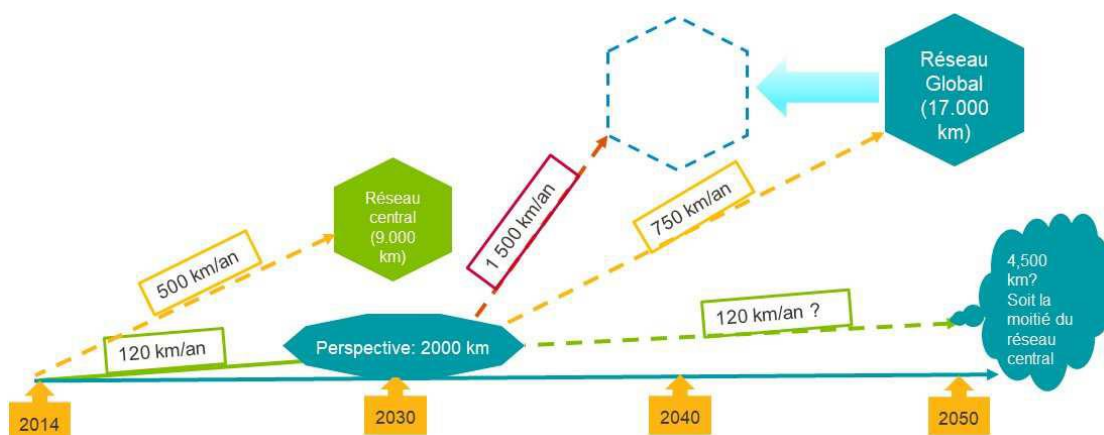 Réseau
Global
(17.000
km)
Réseau
central
(9.000
km)
500 km/an
1 500 km/an
750 km/an
120 km/an
Perspective: 2000 km
120 km/an ?
4,500
km?
Soit la
moitié du
réseau
central
2014
2030
2040
2050